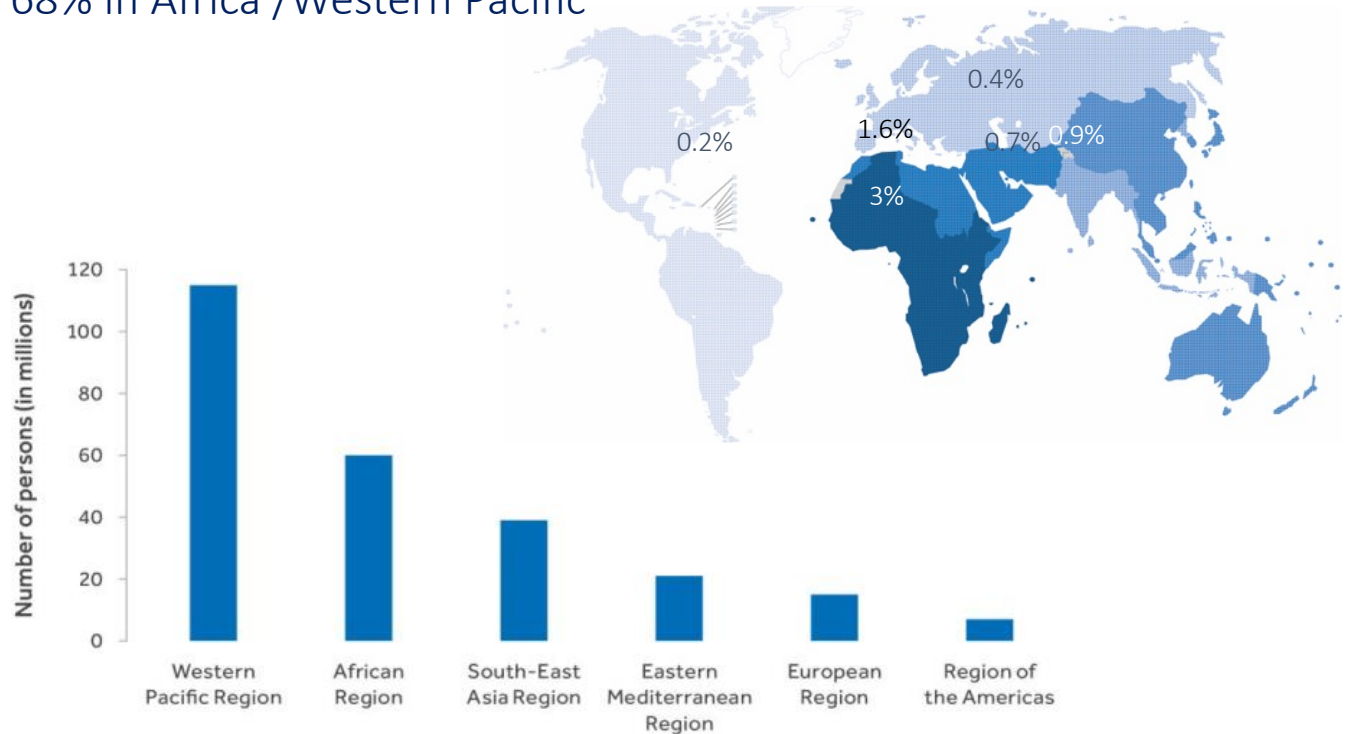 68% in Africa /Western Pacific
0.4%
1.6%
0.2%
0.7%
0.9%
3%
Number of persons (in millions)
120
100
80
60
40
20
0
Western
Pacific Region
African
Region
South-East
Asia Region
Eastern
Mediterranean
Region
European
Region
Region of
the Americas